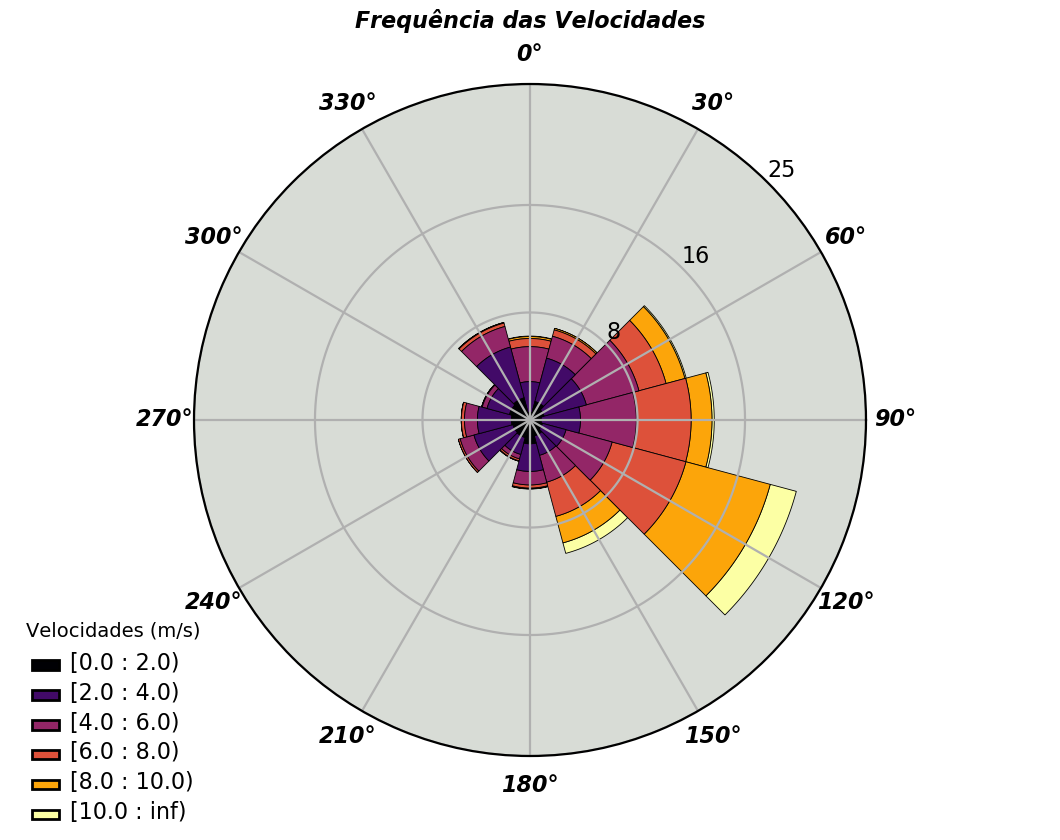 Frequência das Velocidades
0°
330°
30°
25
300°
60°
16
8
270°
90°
240°
120°
Velocidades (m/s)
[0.0 : 2.0)
[2.0 : 4.0)
[4.0 : 6.0)
210°
150°
[6.0 : 8.0)
180°
[8.0 : 10.0)
[10.0 : inf)